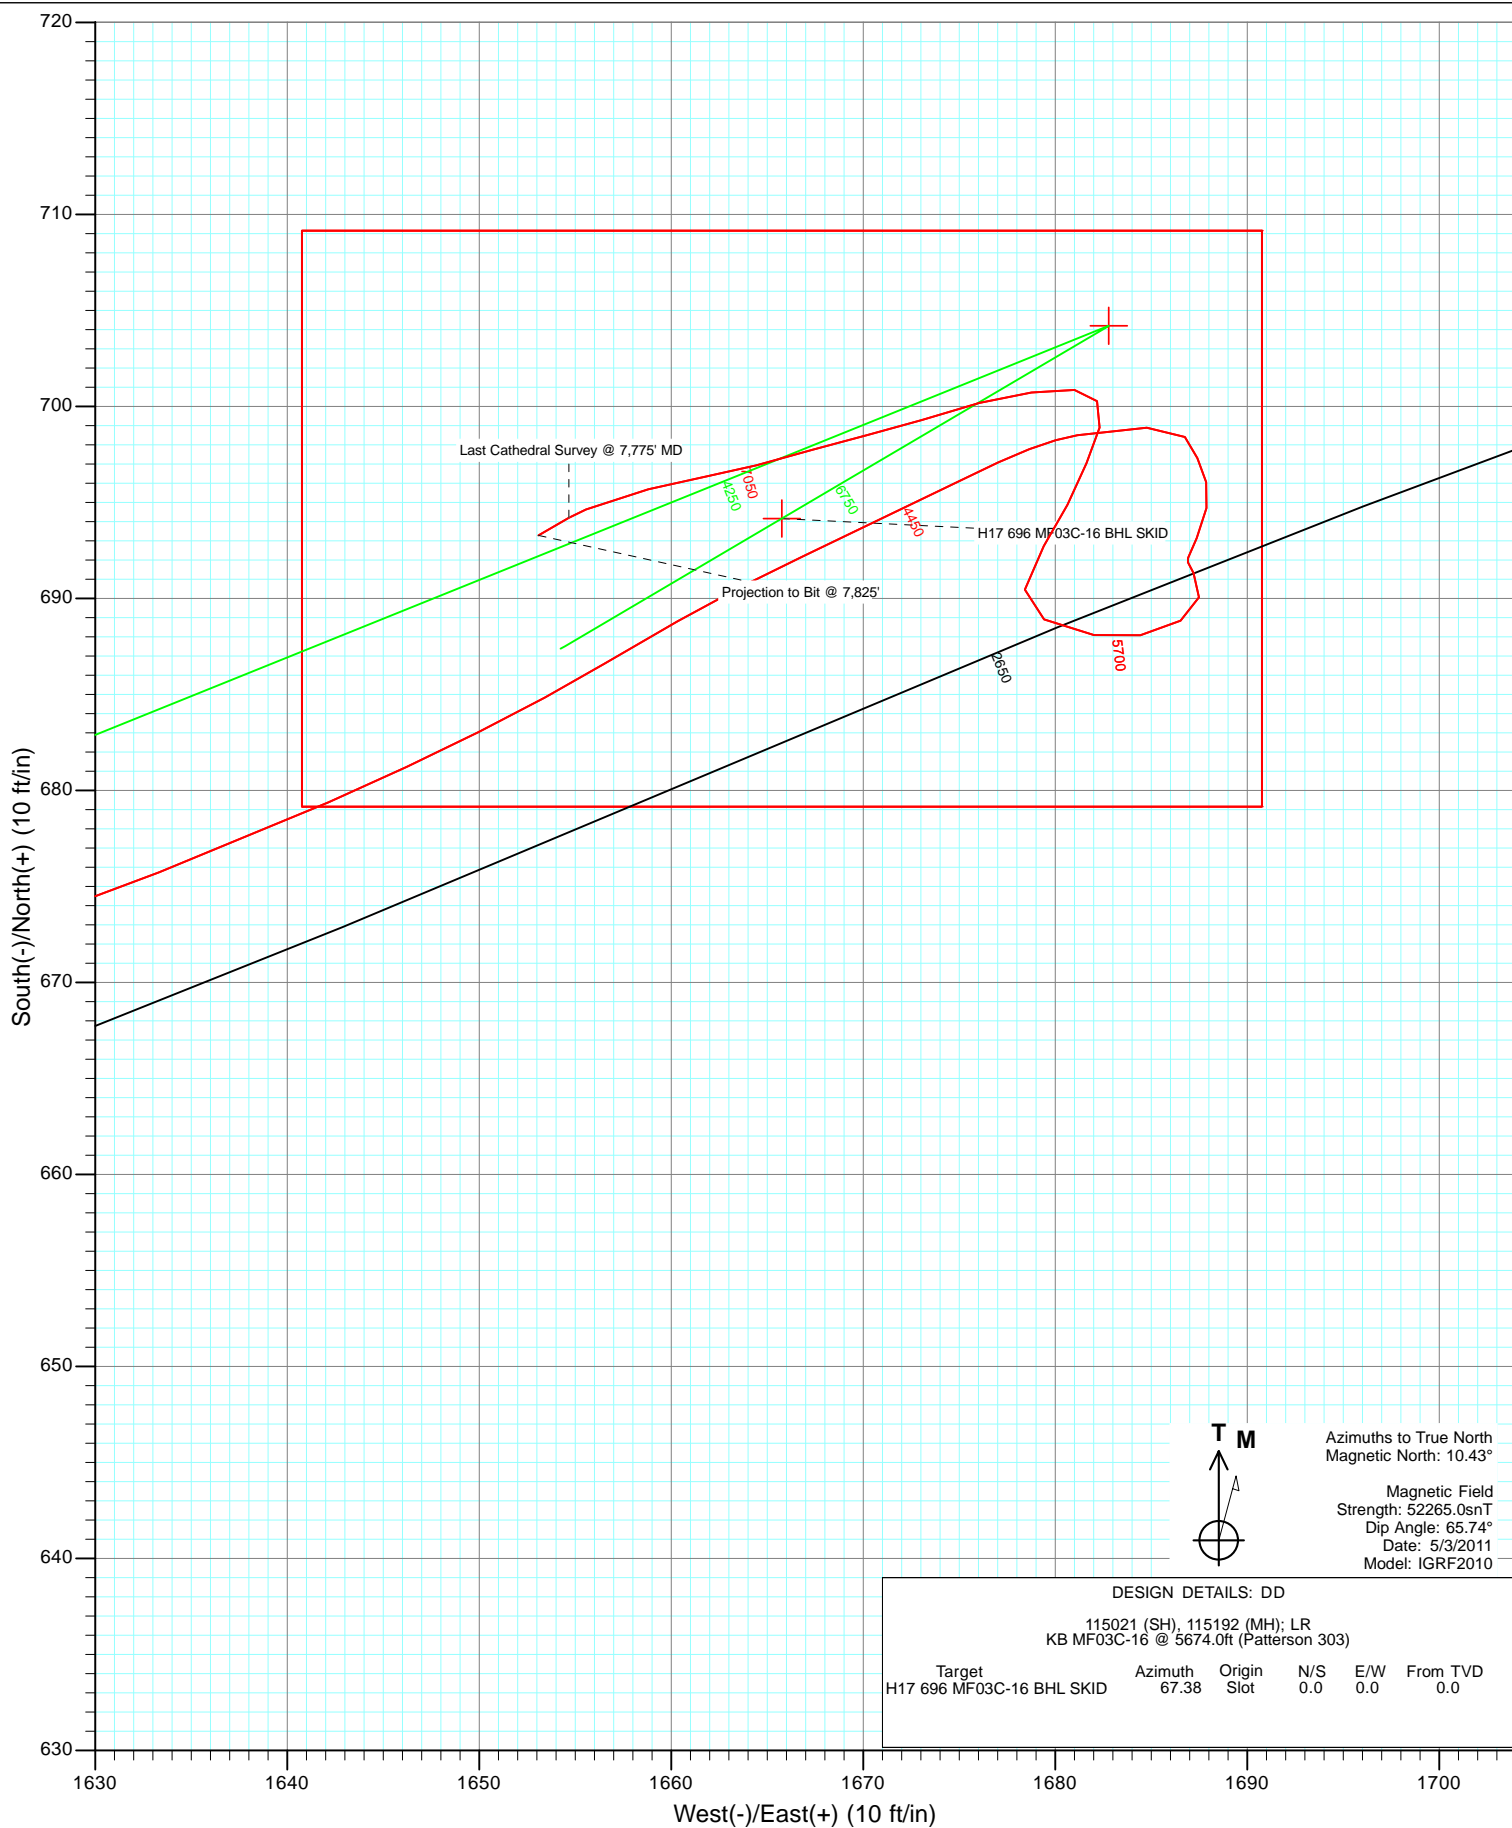 720
710
700
690
680
670
660
650
640
630
South(-)/North(+) (10 ft/in)
Last Cathedral Survey @ 7,775' MD
7050
4250
6750
4450
H17 696 MF03C-16 BHL SKID
Projection to Bit @ 7,825'
5700
2650
T M
Azimuths to True North
Magnetic North: 10.43°
Magnetic Field
Strength: 52265.0snT
Dip Angle: 65.74°
Date: 5/3/2011
Model: IGRF2010
DESIGN DETAILS: DD
115021 (SH), 115192 (MH); LR
KB MF03C-16 @ 5674.0ft (Patterson 303)
Target Azimuth Origin N/S E/W From TVD
H17 696 MF03C-16 BHL SKID 67.38 Slot 0.0 0.0 0.0
1630 1640 1650 1660 1670 1680 1690 1700
West(-)/East(+) (10 ft/in)